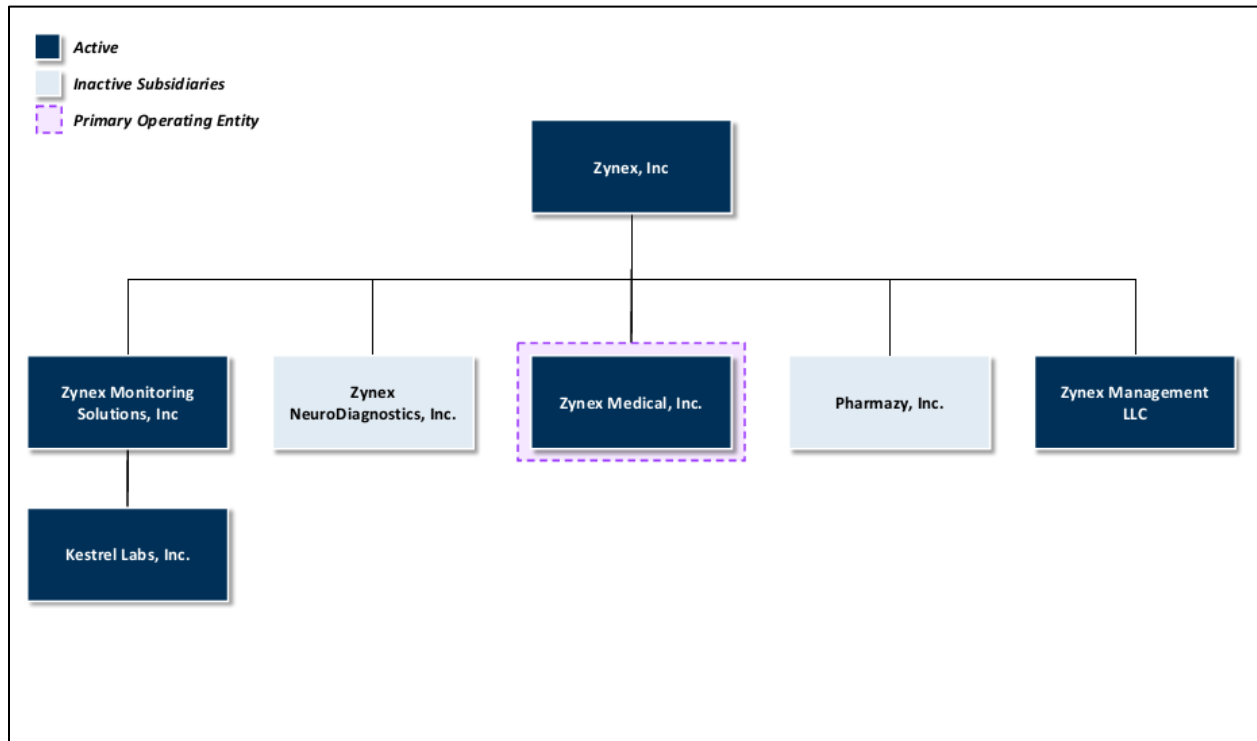 Active
Inactive Subsidiaries
Primary Operating Entity
Zynex, Inc
Zynex Monitoring
Solutions, Inc
Zynex
NeuroDiagnostics, Inc.
Zynex Medical, Inc.
Pharmazy, Inc.
Zynex Management
LLC
Kestrel Labs, Inc.